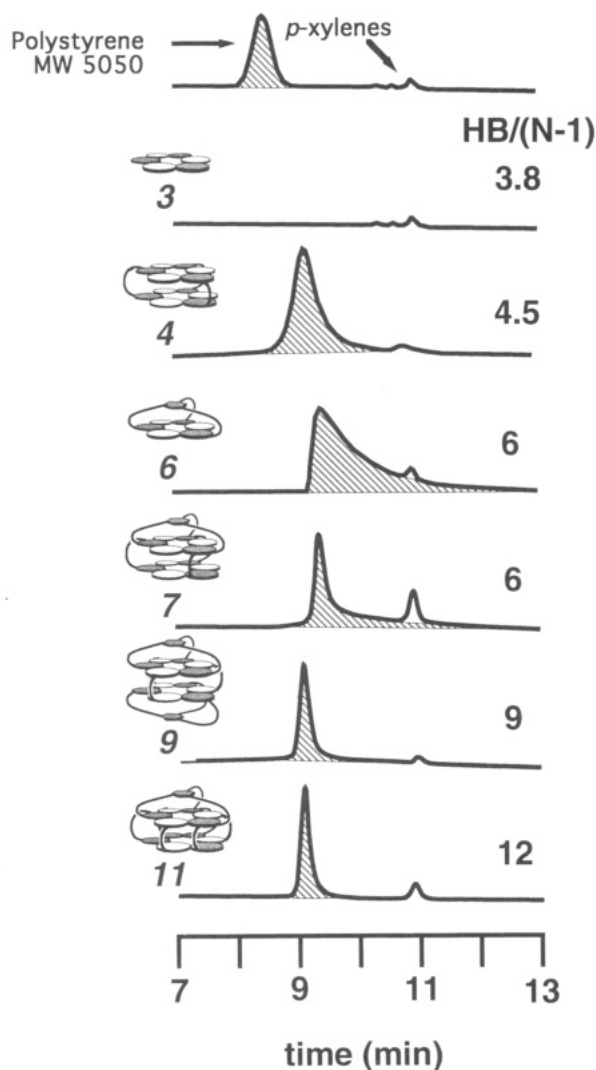 Polystyrene
MW 5050
p-xylenes
HB/(N-1)
3
3.8
4
4.5
6
6
7
6
9
9
11
12
7 9 11 13
time (min)